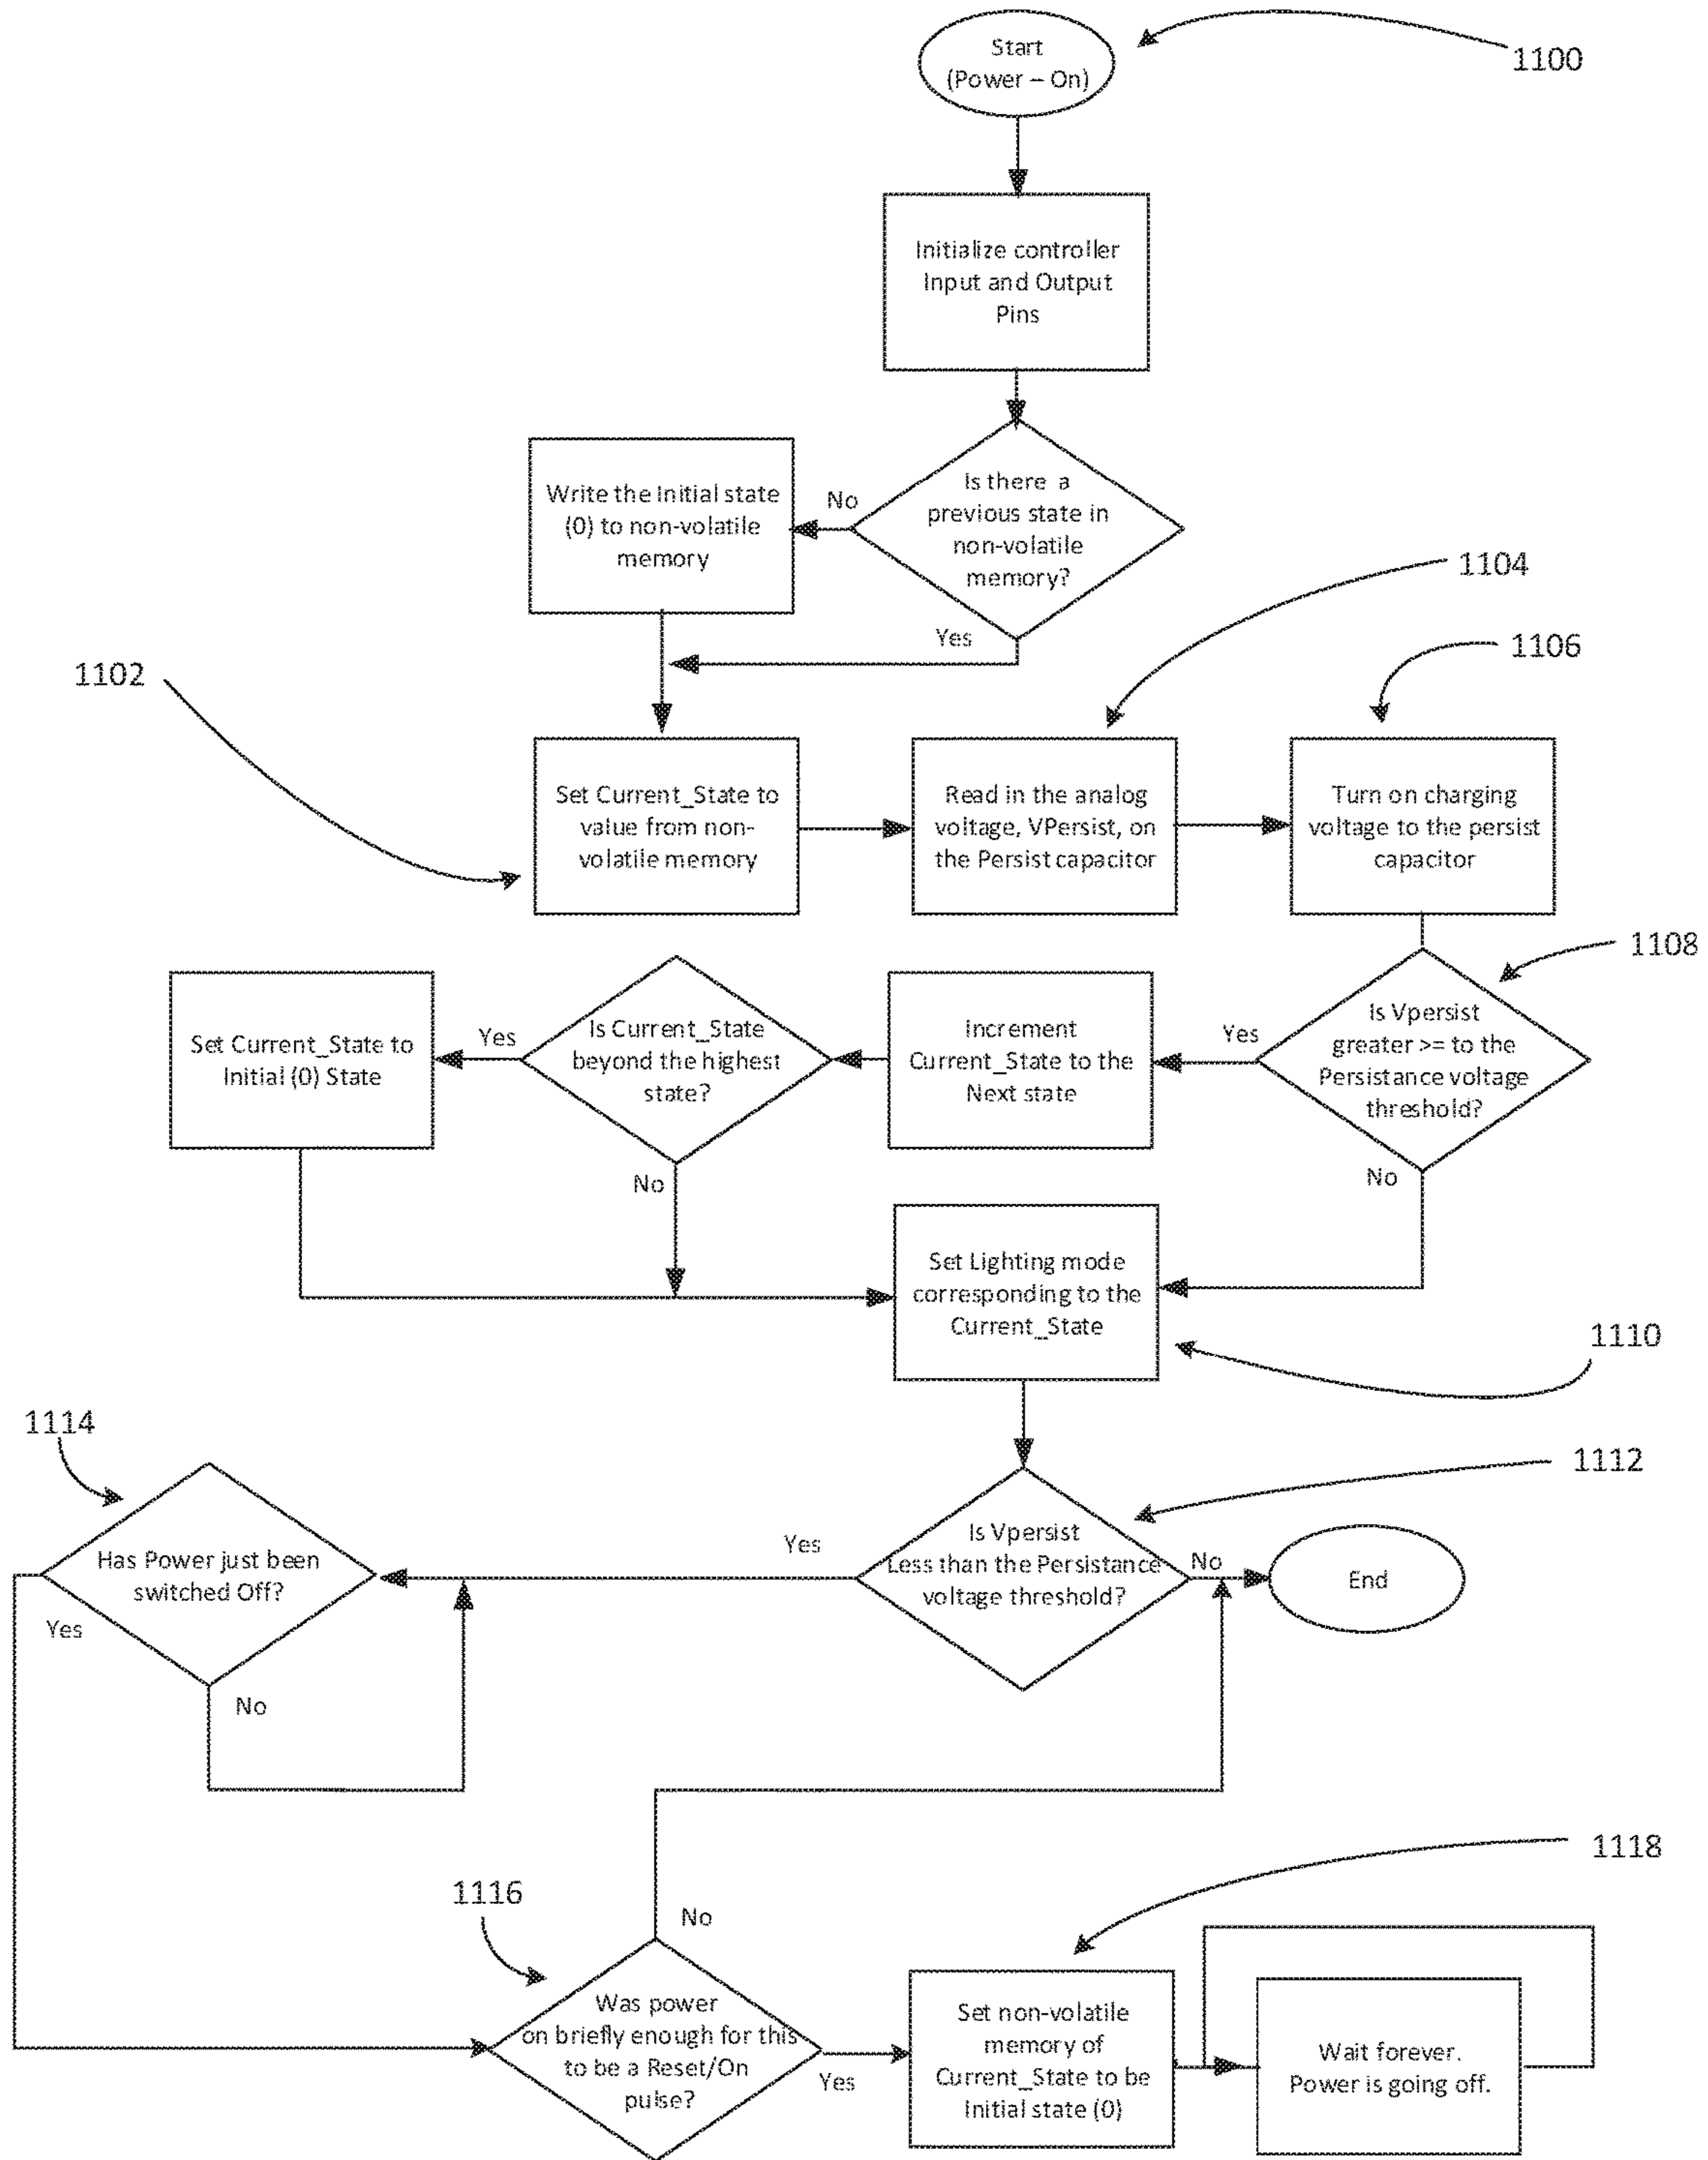 Start
(Power – On)
1100
Initialize controller
Input and Output
Pins
Is there a
previous state in
non-volatile
memory?
No
Write the Initial state
(0) to non-volatile
memory
Yes
1104
1106
1102
Set Current_State to
value from non-
volatile memory
Read in the analog
voltage, VPersist, on
the Persist capacitor
Turn on charging
voltage to the persist
capacitor
1108
Is Vpersist
greater >= to the
Persistance voltage
threshold?
Yes
Increment
Current_State to the
Next state
Is Current_State
beyond the highest
state?
Yes
Set Current_State to
Initial (0) State
No
No
Set Lighting mode
corresponding to the
Current_State
1110
1114
1112
Is Vpersist
Less than the Persistance
voltage threshold?
No
End
Yes
Has Power just been
switched Off?
Yes
No
1116
No
1118
Was power
on briefly enough for this
to be a Reset/On
pulse?
Yes
Set non-volatile
memory of
Current_State to be
Initial state (0)
Wait forever.
Power is going off.